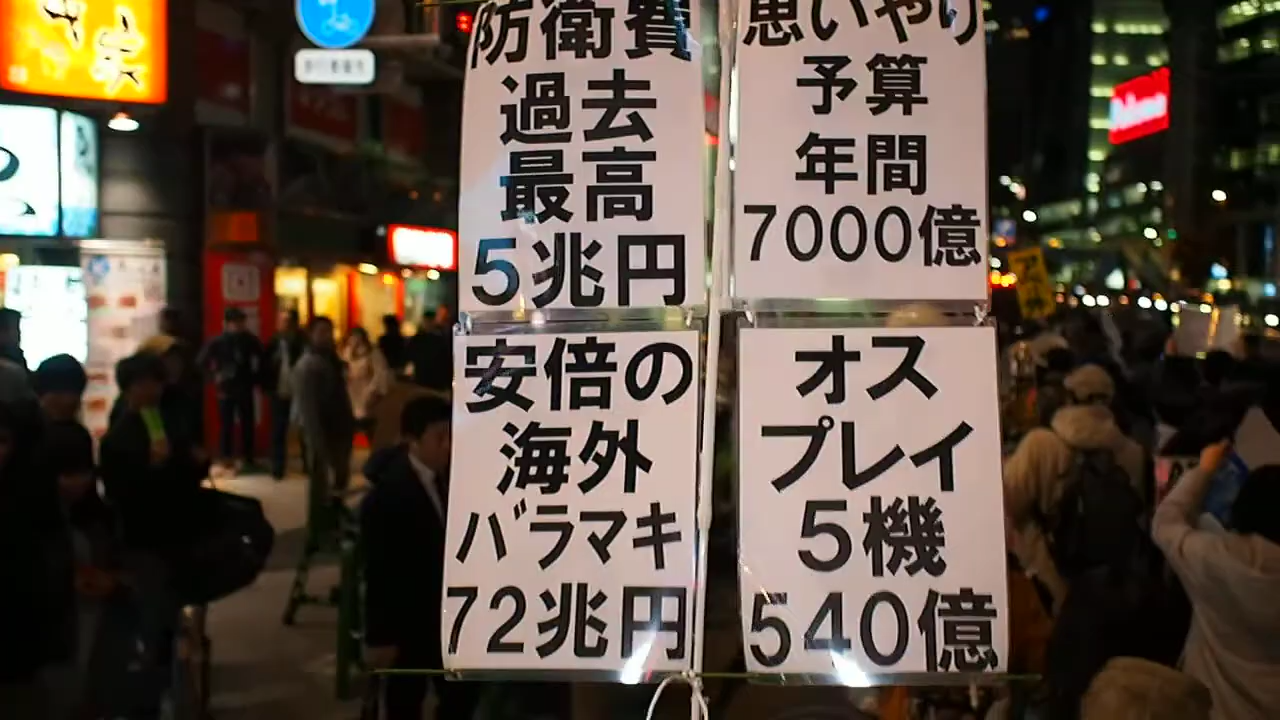 防衛費
過去
最高
5兆円
思いやり
予算
年間
7000億
安倍の
海外
バラマキ
72兆円
オス
プレイ
5機
540億